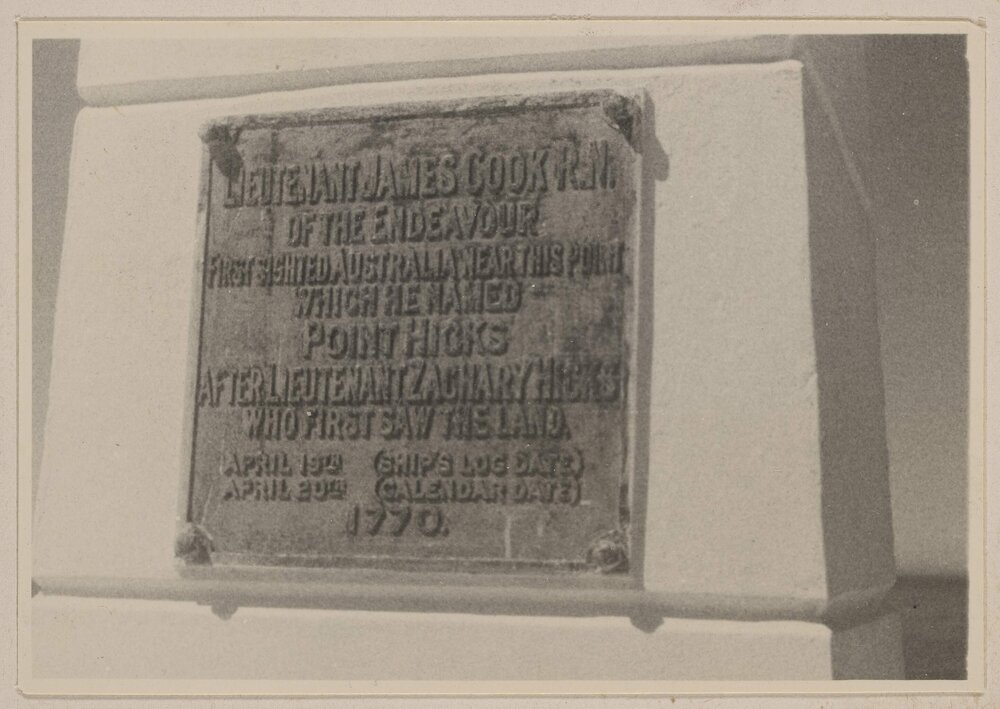 LIEUTENANT JAMES COOK R.N.
OF THE ENDEAVOUR
FIRST SIGHTED AUSTRALIA NEAR THIS POINT
WHICH HE NAMED
POINT HICKS
AFTER LIEUTENANT ZACHARY HICKS
WHO FIRST SAW THE LAND.
APRIL 19TH (SHIP'S LOG DATE)
APRIL 20TH (CALENDAR DATE)
1770.